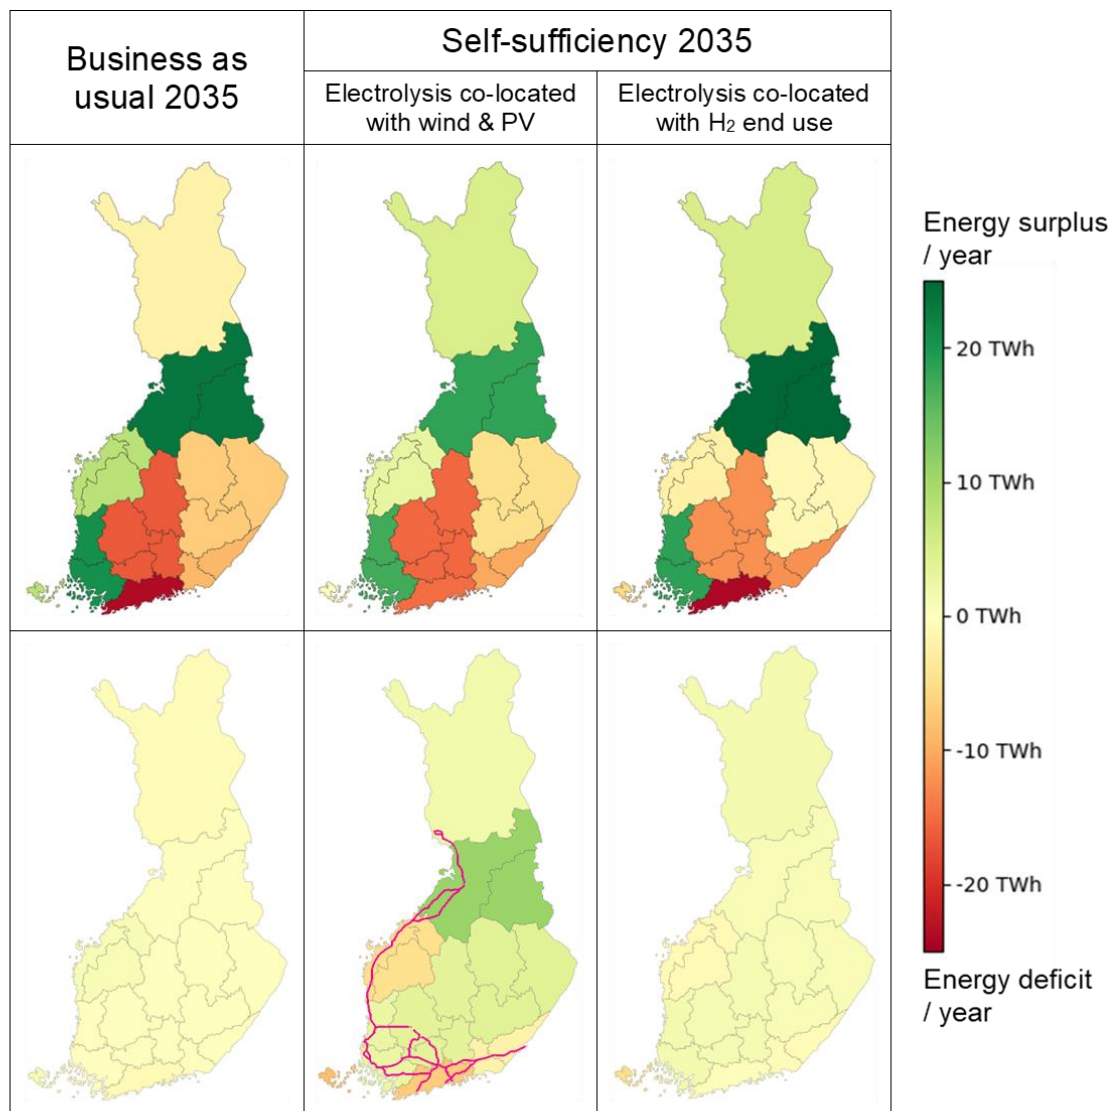 Business as
usual 2035
Self-sufficiency 2035
Electrolysis co-located
with wind & PV
Electrolysis co-located
with H₂ end use
Energy surplus
/ year
20 TWh
10 TWh
0 TWh
-10 TWh
-20 TWh
Energy deficit
/ year